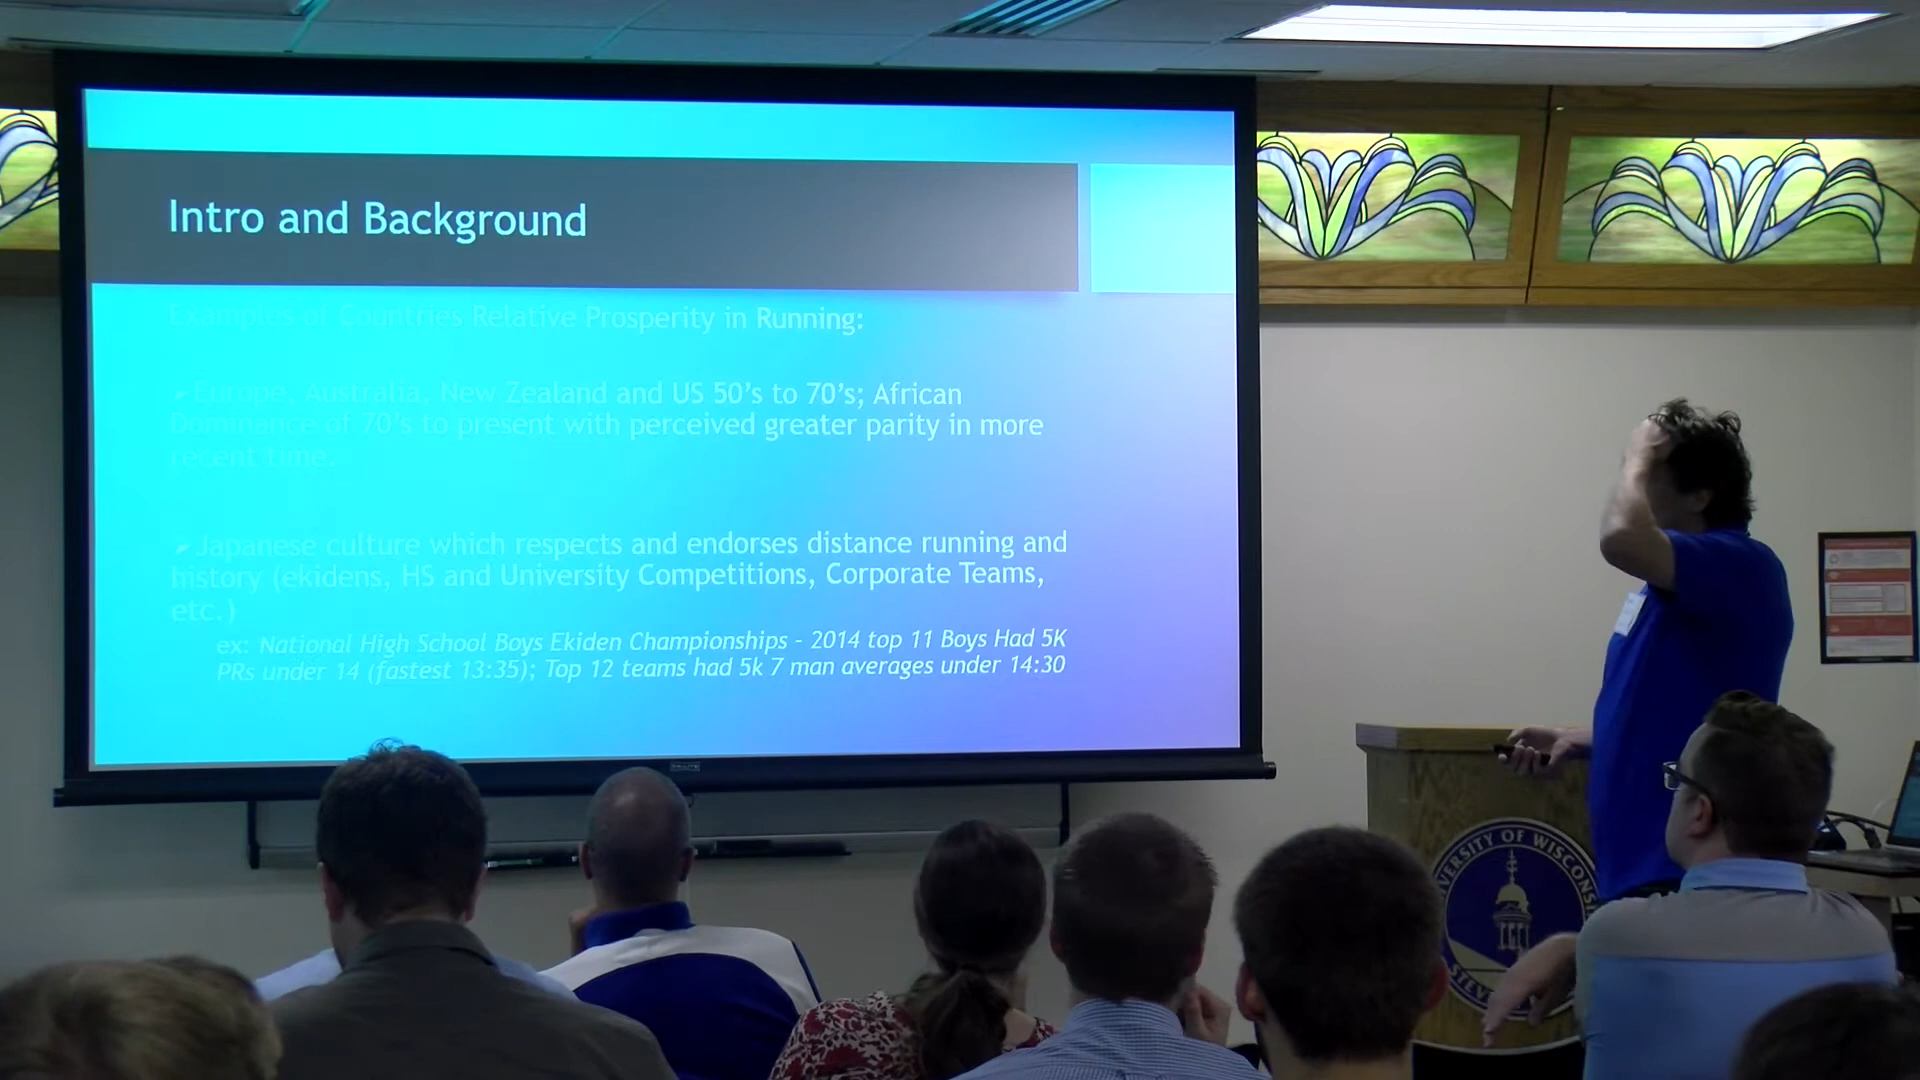 Intro and Background
Examples of Countries Relative Prosperity in Running:
Europe, Australia, New Zealand and US 50's to 70's; African
Dominance of 70's to present with perceived greater parity in more
recent time.
Japanese culture which respects and endorses distance running and
history (ekidens, HS and University Competitions, Corporate Teams,
etc.)
ex: National High School Boys Ekiden Championships - 2014 top 11 Boys Had 5K
PRs under 14 (fastest 13:35); Top 12 teams had 5k 7 man averages under 14:30
UNIVERSITY OF WISCONS
STEV